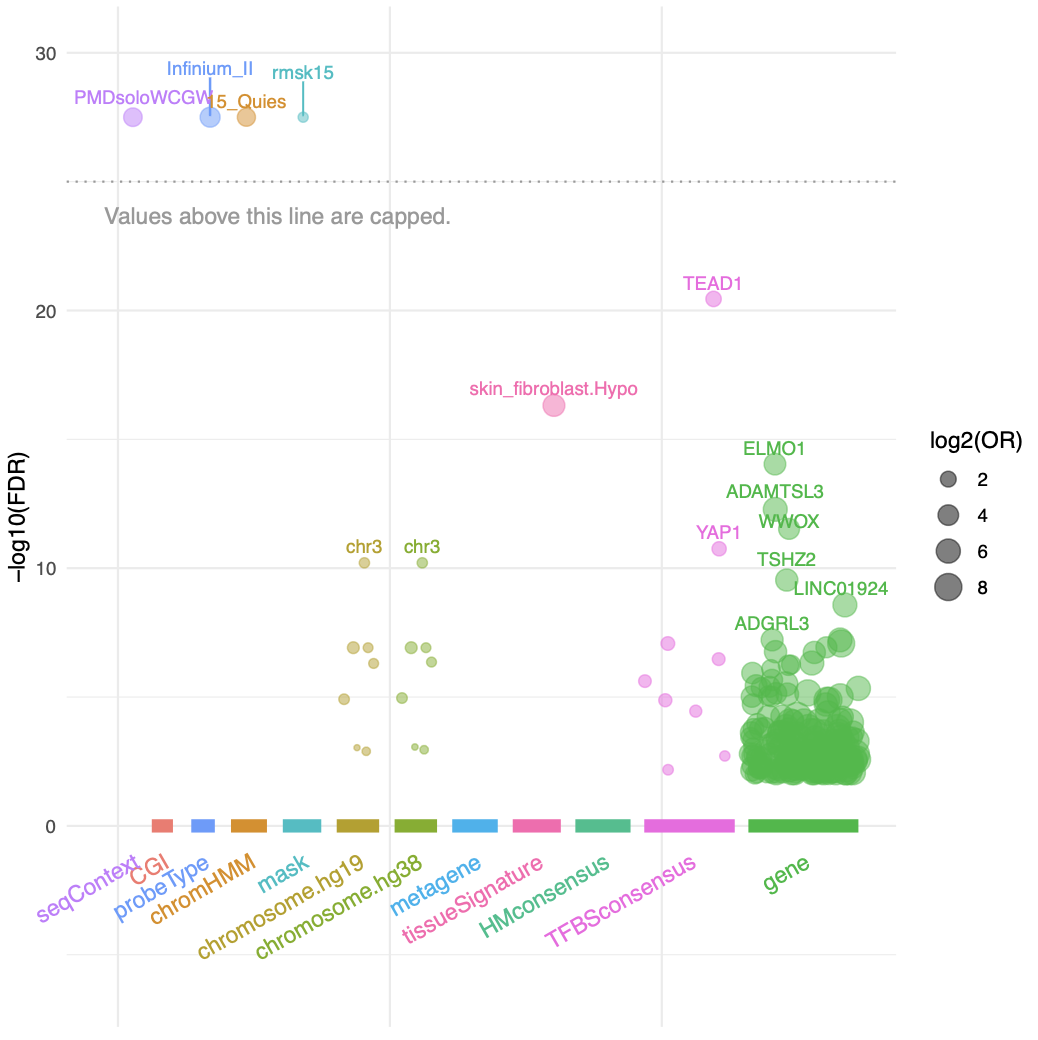 30
Infinium_II
rmsk15
PMDsoloWCGW
15_Quies
Values above this line are capped.
TEAD1
20
skin_fibroblast.Hypo
−log10(FDR)
log2(OR)
2
4
6
8
ELMO1
ADAMTSL3
WWOX
YAP1
chr3
chr3
TSHZ2
10
LINC01924
ADGRL3
0
seqContext
CGI
probeType
chromHMM
mask
chromosome.hg19
chromosome.hg38
metagene
tissueSignature
HMconsensus
TFBSconsensus
gene